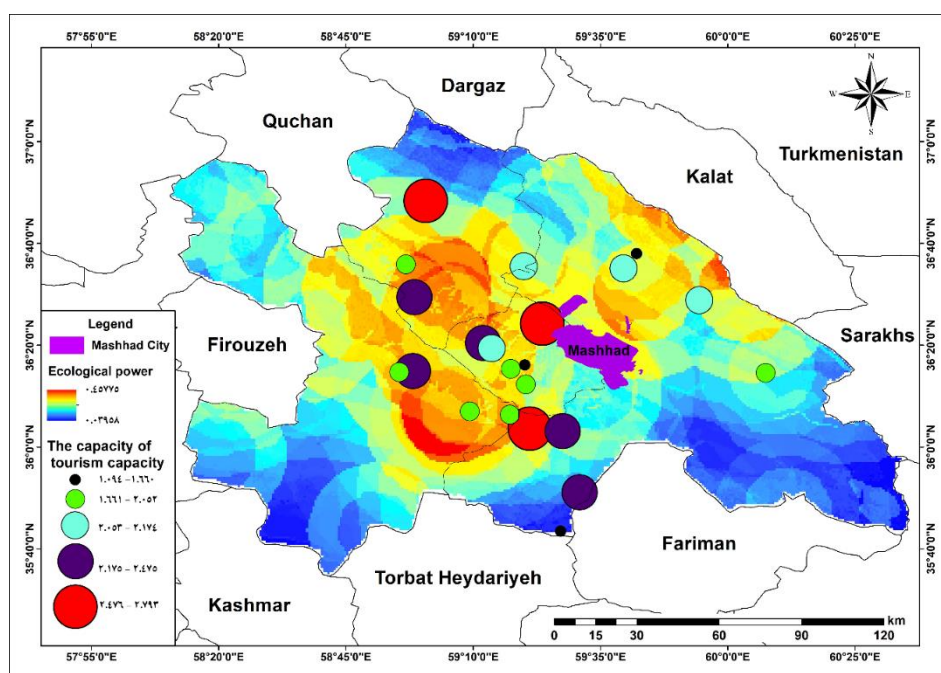 57°55'0"E 58°20'0"E 58°45'0"E 59°10'0"E 59°35'0"E 60°0'0"E 60°25'0"E
N
W E
S
Dargaz
Quchan
Turkmenistan
Kalat
37°0'0"N
37°0'0"N
36°40'0"N
36°40'0"N
36°20'0"N
36°20'0"N
36°0'0"N
36°0'0"N
35°40'0"N
35°40'0"N
Sarakhs
Firouzeh
Mashhad
Legend
Mashhad City
Ecological power
٠.٤٥٧٧٥
٠.٠٣٩٥٨
The capacity of
tourism capacity
١.٠٩٤ - ١.٦٦٠
١.٦٦١ - ٢.٠٥٢
٢.٠٥٣ - ٢.١٧٤
٢.١٧٥ - ٢.٤٧٥
٢.٤٧٦ - ٢.٧٩٣
Fariman
Torbat Heydariyeh
Kashmar
km
0 15 30 60 90 120
57°55'0"E 58°20'0"E 58°45'0"E 59°10'0"E 59°35'0"E 60°0'0"E 60°25'0"E